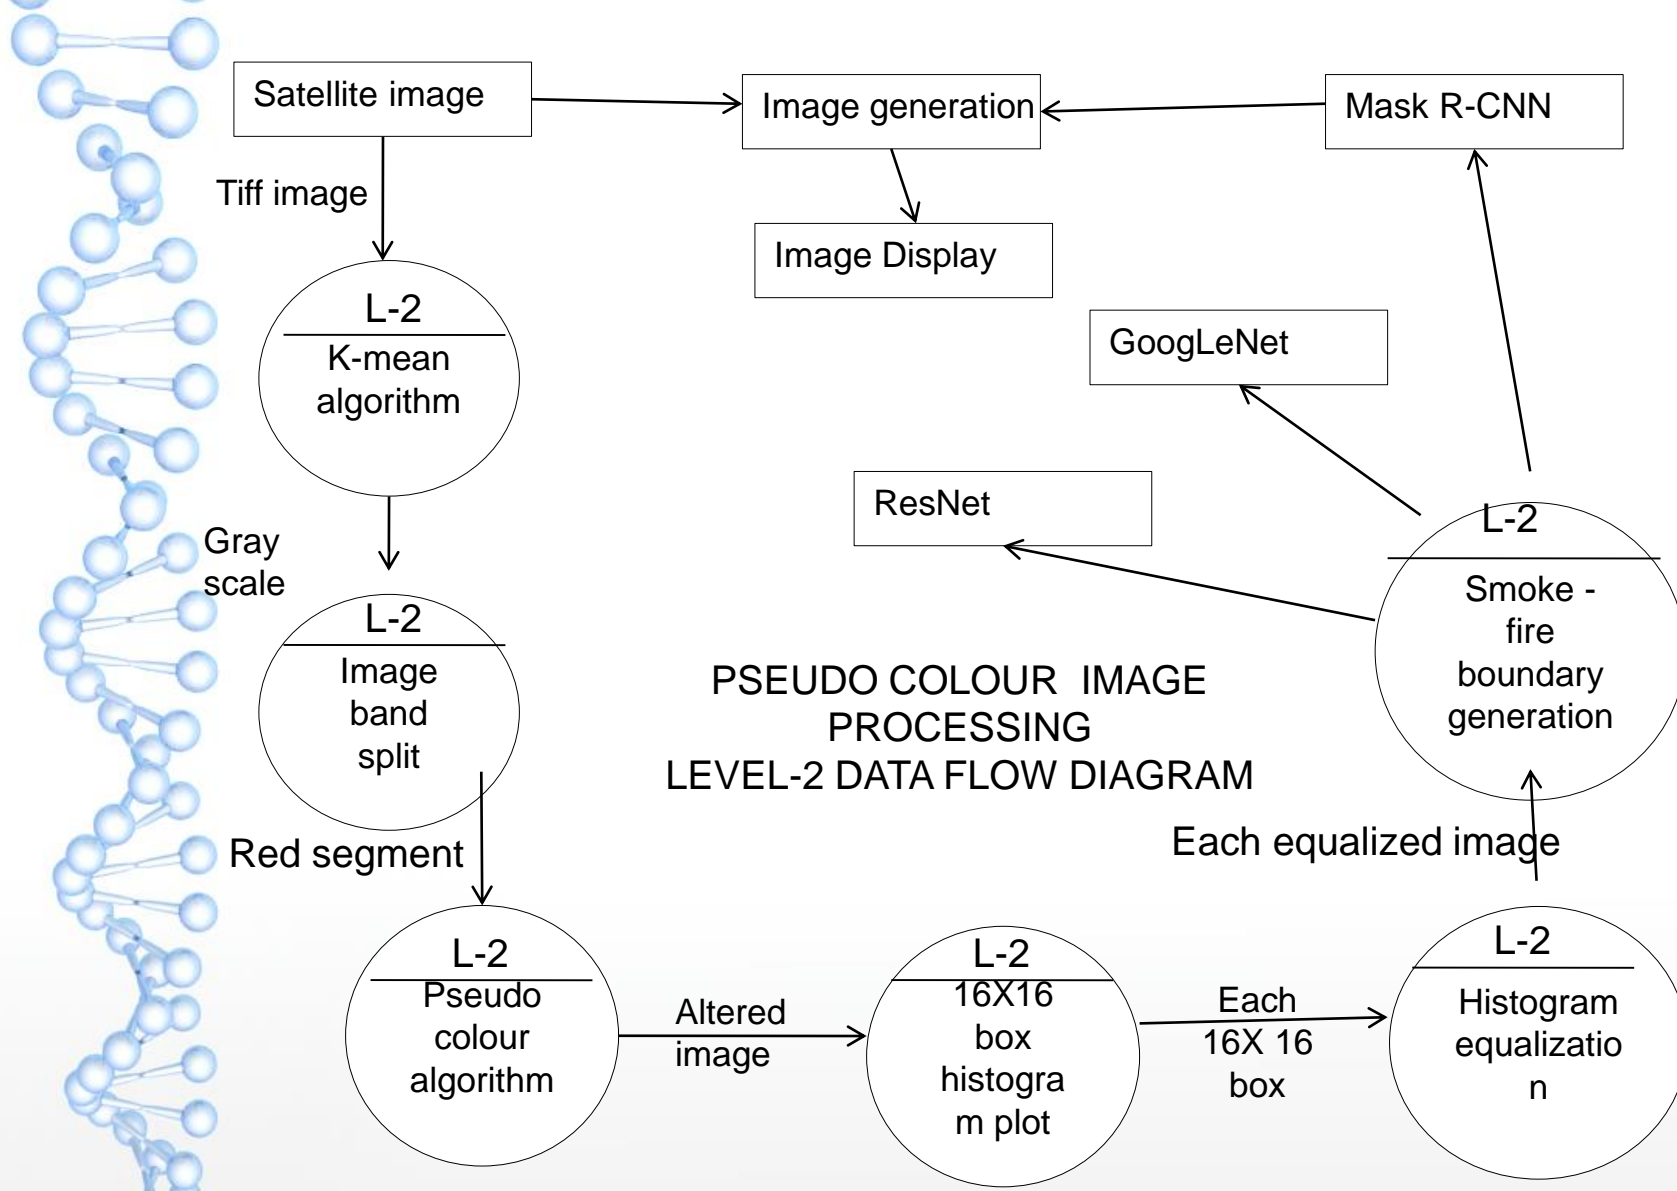 Satellite image
Image generation
Mask R-CNN
Tiff image
Image Display
L-2
K-mean
algorithm
GoogLeNet
ResNet
Gray
scale
L-2
Image
band
split
L-2
Smoke -
fire
boundary
generation
PSEUDO COLOUR IMAGE
PROCESSING
LEVEL-2 DATA FLOW DIAGRAM
Red segment
Each equalized image
L-2
Pseudo
colour
algorithm
Altered
image
L-2
16X16
box
histogra
m plot
Each
16X 16
box
L-2
Histogram
equalizatio
n